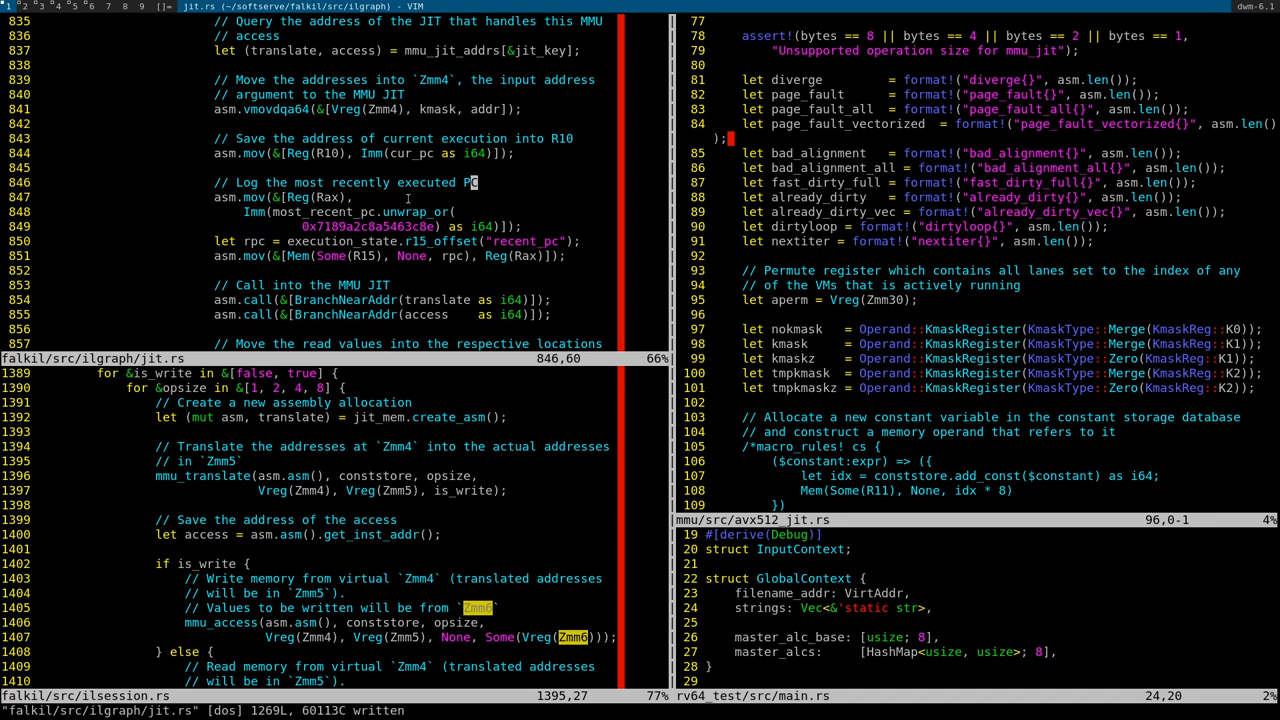 1 2 3 4 5 6 7 8 9 []= jit.rs (~/softserve/falkil/src/ilgraph) - VIM dwm-6.1
835 // Query the address of the JIT that handles this MMU
836 // access
837 let (translate, access) = mmu_jit_addrs[&jit_key];
838
839 // Move the addresses into `Zmm4`, the input address
840 // argument to the MMU JIT
841 asm.vmovdqa64(&[Vreg(Zmm4), kmask, addr]);
842
843 // Save the address of current execution into R10
844 asm.mov(&[Reg(R10), Imm(cur_pc as i64)]);
845
846 // Log the most recently executed PC
847 asm.mov(&[Reg(Rax),
848 Imm(most_recent_pc.unwrap_or(
849 0x7189a2c8a5463c8e) as i64)]);
850 let rpc = execution_state.r15_offset("recent_pc");
851 asm.mov(&[Mem(Some(R15), None, rpc), Reg(Rax)]);
852
853 // Call into the MMU JIT
854 asm.call(&[BranchNearAddr(translate as i64)]);
855 asm.call(&[BranchNearAddr(access as i64)]);
856
857 // Move the read values into the respective locations
falkil/src/ilgraph/jit.rs 846,60 66%
1389 for &is_write in &[false, true] {
1390 for &opsize in &[1, 2, 4, 8] {
1391 // Create a new assembly allocation
1392 let (mut asm, translate) = jit_mem.create_asm();
1393
1394 // Translate the addresses at `Zmm4` into the actual addresses
1395 // in `Zmm5`
1396 mmu_translate(asm.asm(), conststore, opsize,
1397 Vreg(Zmm4), Vreg(Zmm5), is_write);
1398
1399 // Save the address of the access
1400 let access = asm.asm().get_inst_addr();
1401
1402 if is_write {
1403 // Write memory from virtual `Zmm4` (translated addresses
1404 // will be in `Zmm5`).
1405 // Values to be written will be from `Zmm6`
1406 mmu_access(asm.asm(), conststore, opsize,
1407 Vreg(Zmm4), Vreg(Zmm5), None, Some(Vreg(Zmm6)));
1408 } else {
1409 // Read memory from virtual `Zmm4` (translated addresses
1410 // will be in `Zmm5`).
falkil/src/ilsession.rs 1395,27 77%
"falkil/src/ilgraph/jit.rs" [dos] 1269L, 60113C written
77
78 assert!(bytes == 8 || bytes == 4 || bytes == 2 || bytes == 1,
79 "Unsupported operation size for mmu_jit");
80
81 let diverge = format!("diverge{}", asm.len());
82 let page_fault = format!("page_fault{}", asm.len());
83 let page_fault_all = format!("page_fault_all{}", asm.len());
84 let page_fault_vectorized = format!("page_fault_vectorized{}", asm.len()
);
85 let bad_alignment = format!("bad_alignment{}", asm.len());
86 let bad_alignment_all = format!("bad_alignment_all{}", asm.len());
87 let fast_dirty_full = format!("fast_dirty_full{}", asm.len());
88 let already_dirty = format!("already_dirty{}", asm.len());
89 let already_dirty_vec = format!("already_dirty_vec{}", asm.len());
90 let dirtyloop = format!("dirtyloop{}", asm.len());
91 let nextiter = format!("nextiter{}", asm.len());
92
93 // Permute register which contains all lanes set to the index of any
94 // of the VMs that is actively running
95 let aperm = Vreg(Zmm30);
96
97 let nokmask = Operand::KmaskRegister(KmaskType::Merge(KmaskReg::K0));
98 let kmask = Operand::KmaskRegister(KmaskType::Merge(KmaskReg::K1));
99 let kmaskz = Operand::KmaskRegister(KmaskType::Zero(KmaskReg::K1));
100 let tmpkmask = Operand::KmaskRegister(KmaskType::Merge(KmaskReg::K2));
101 let tmpkmaskz = Operand::KmaskRegister(KmaskType::Zero(KmaskReg::K2));
102
103 // Allocate a new constant variable in the constant storage database
104 // and construct a memory operand that refers to it
105 /*macro_rules! cs {
106 ($constant:expr) => ({
107 let idx = conststore.add_const($constant) as i64;
108 Mem(Some(R11), None, idx * 8)
109 })
mmu/src/avx512_jit.rs 96,0-1 4%
19 #[derive(Debug)]
20 struct InputContext;
21
22 struct GlobalContext {
23 filename_addr: VirtAddr,
24 strings: Vec<&'static str>,
25
26 master_alc_base: [usize; 8],
27 master_alcs: [HashMap<usize, usize>; 8],
28 }
29
rv64_test/src/main.rs 24,20 2%